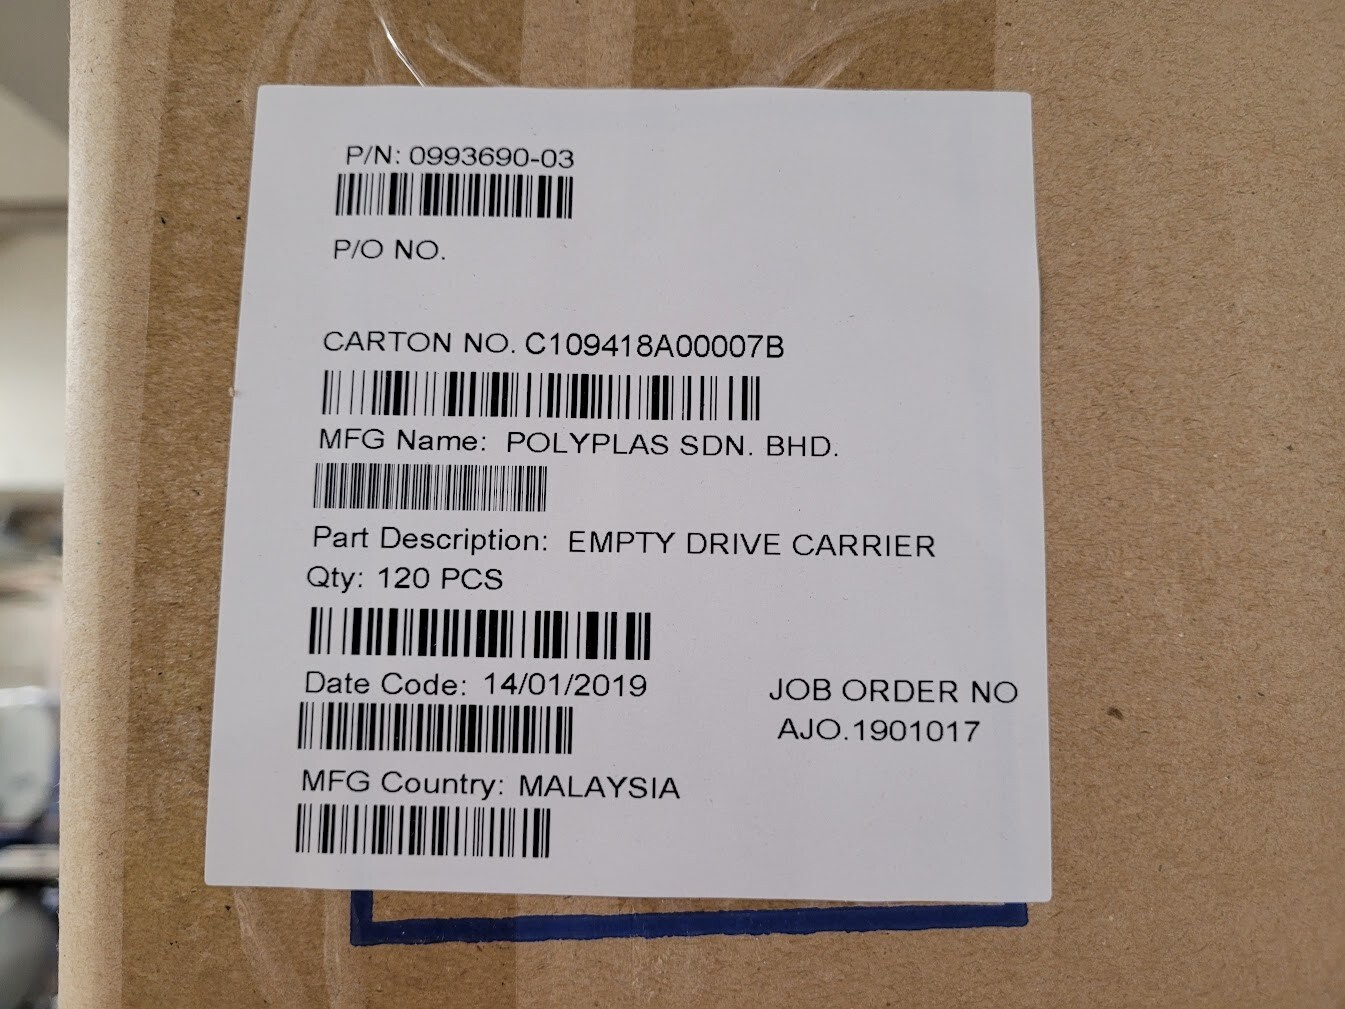 P/N: 0993690-03
P/O NO.
CARTON NO. C109418A00007B
MFG Name: POLYPLAS SDN. BHD.
Part Description: EMPTY DRIVE CARRIER
Qty: 120 PCS
Date Code: 14/01/2019
JOB ORDER NO
AJO.1901017
MFG Country: MALAYSIA